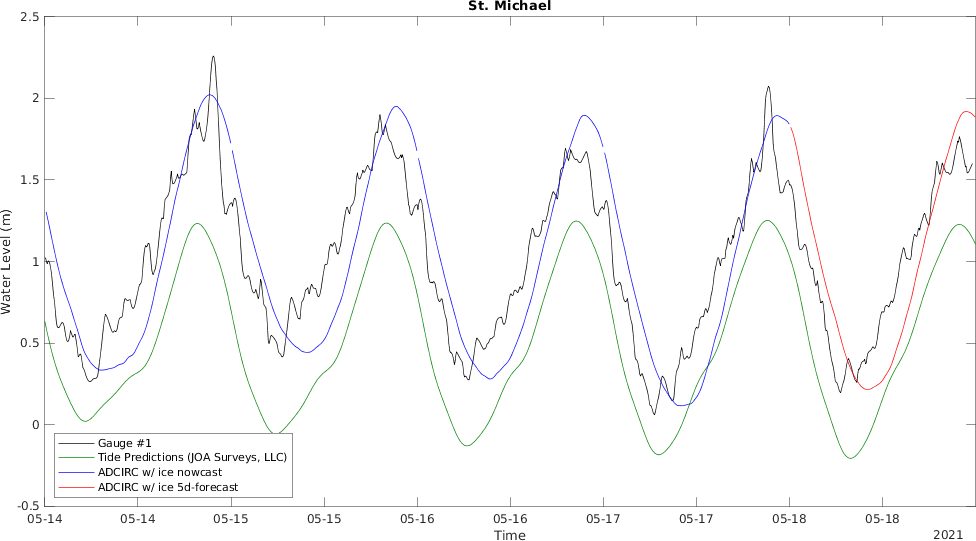 St. Michael
2.5
2
1.5
1
0.5
0
-0.5
Water Level (m)
Gauge #1
Tide Predictions (JOA Surveys, LLC)
ADCIRC w/ ice nowcast
ADCIRC w/ ice 5d-forecast
05-14 05-14 05-15 05-15 05-16 05-16 05-17 05-17 05-18 05-18
Time
2021